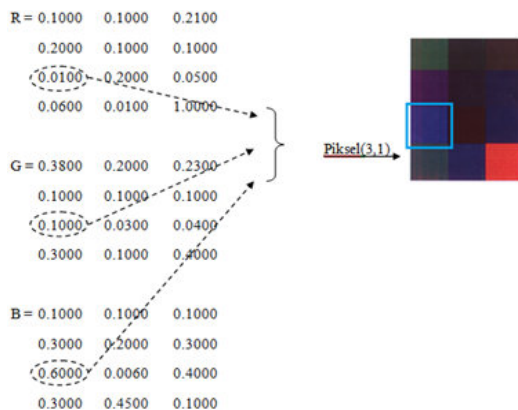 R = 0.1000 0.1000 0.2100
0.2000 0.1000 0.1000
0.0100 0.2000 0.0500
0.0600 0.0100 1.0000
Piksel(3,1)
G = 0.3800 0.2000 0.2300
0.1000 0.1000 0.1000
0.1000 0.0300 0.0400
0.3000 0.1000 0.4000
B = 0.1000 0.1000 0.1000
0.3000 0.2000 0.3000
0.6000 0.0060 0.4000
0.3000 0.4500 0.1000